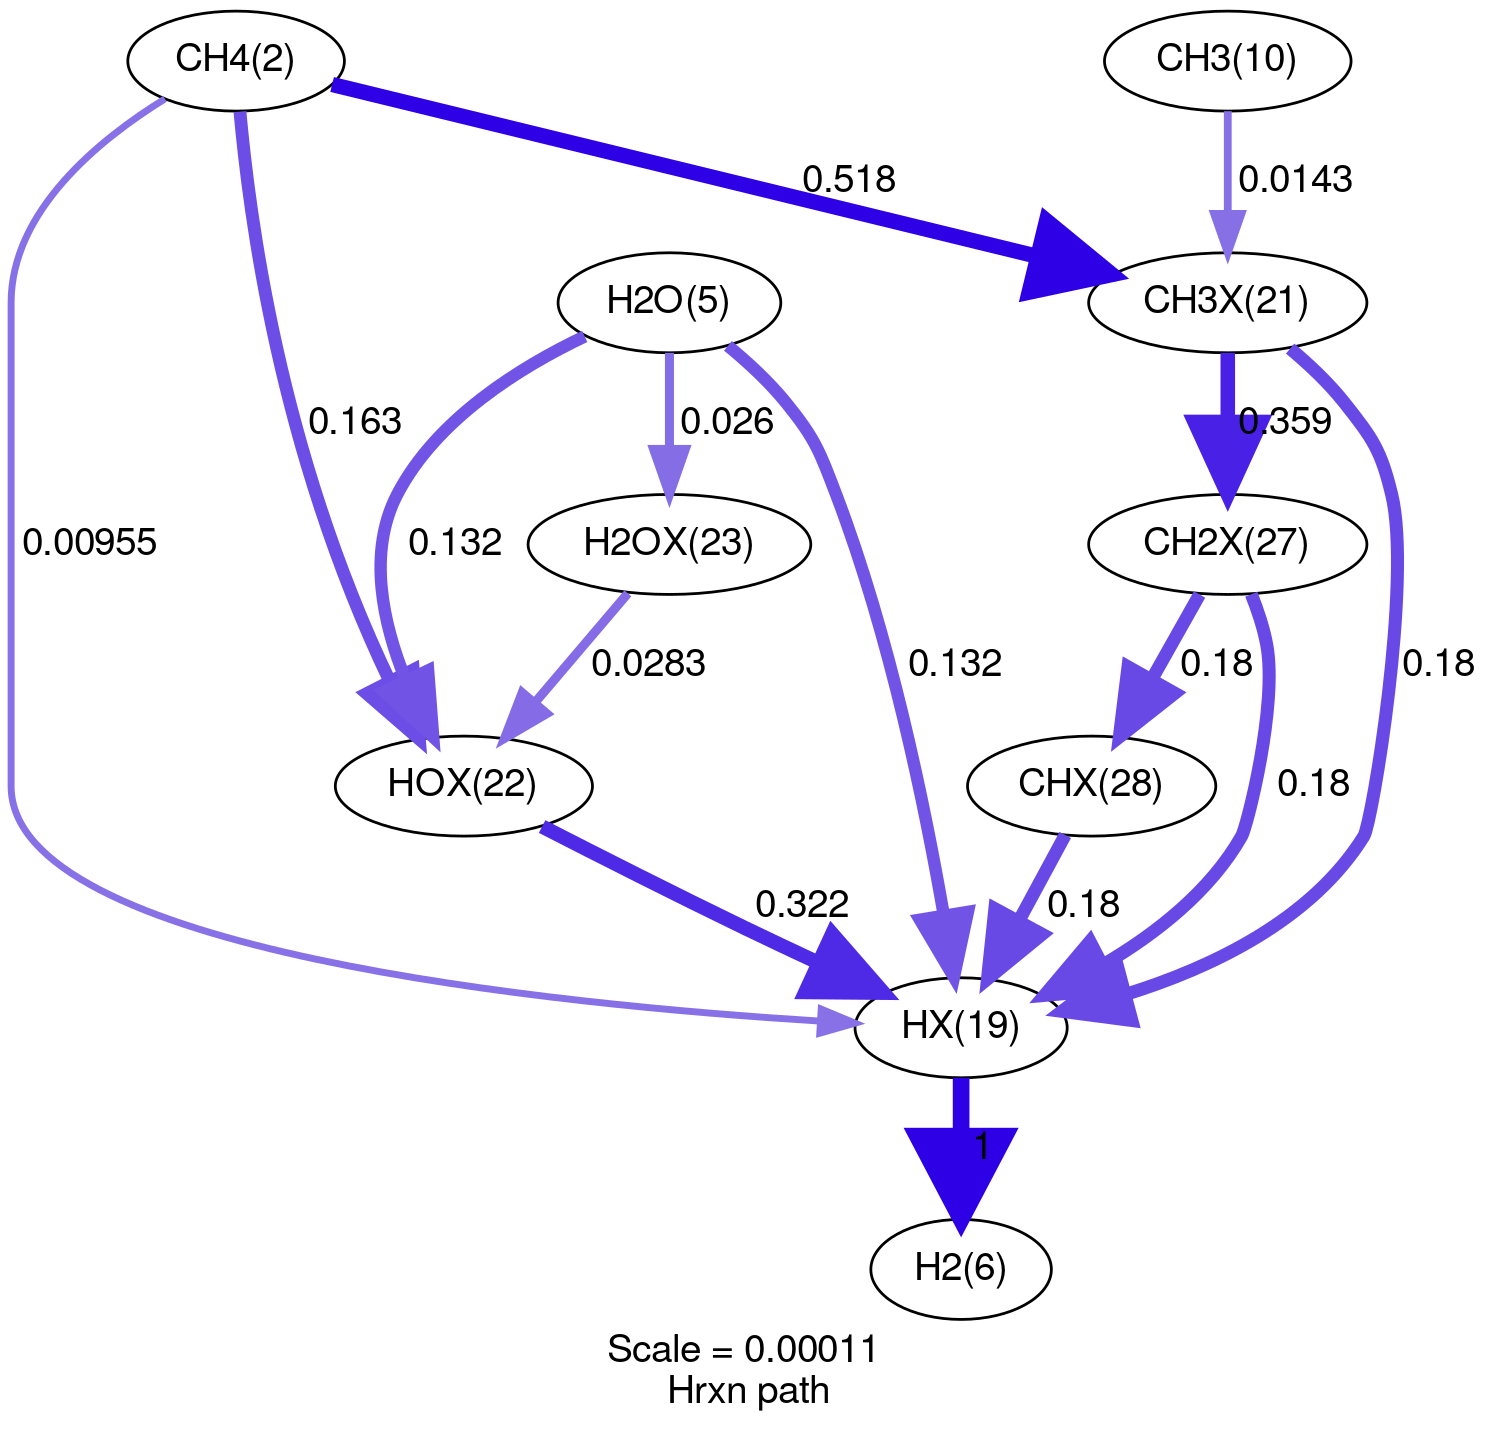 CH4(2)
CH3(10)
0.518
0.0143
H2O(5)
CH3X(21)
0.163
0.026
0.359
0.00955
0.132
H2OX(23)
CH2X(27)
0.0283
0.132
0.18
0.18
HOX(22)
CHX(28)
0.18
0.322
0.18
HX(19)
1
H2(6)
Scale = 0.00011
Hrxn path